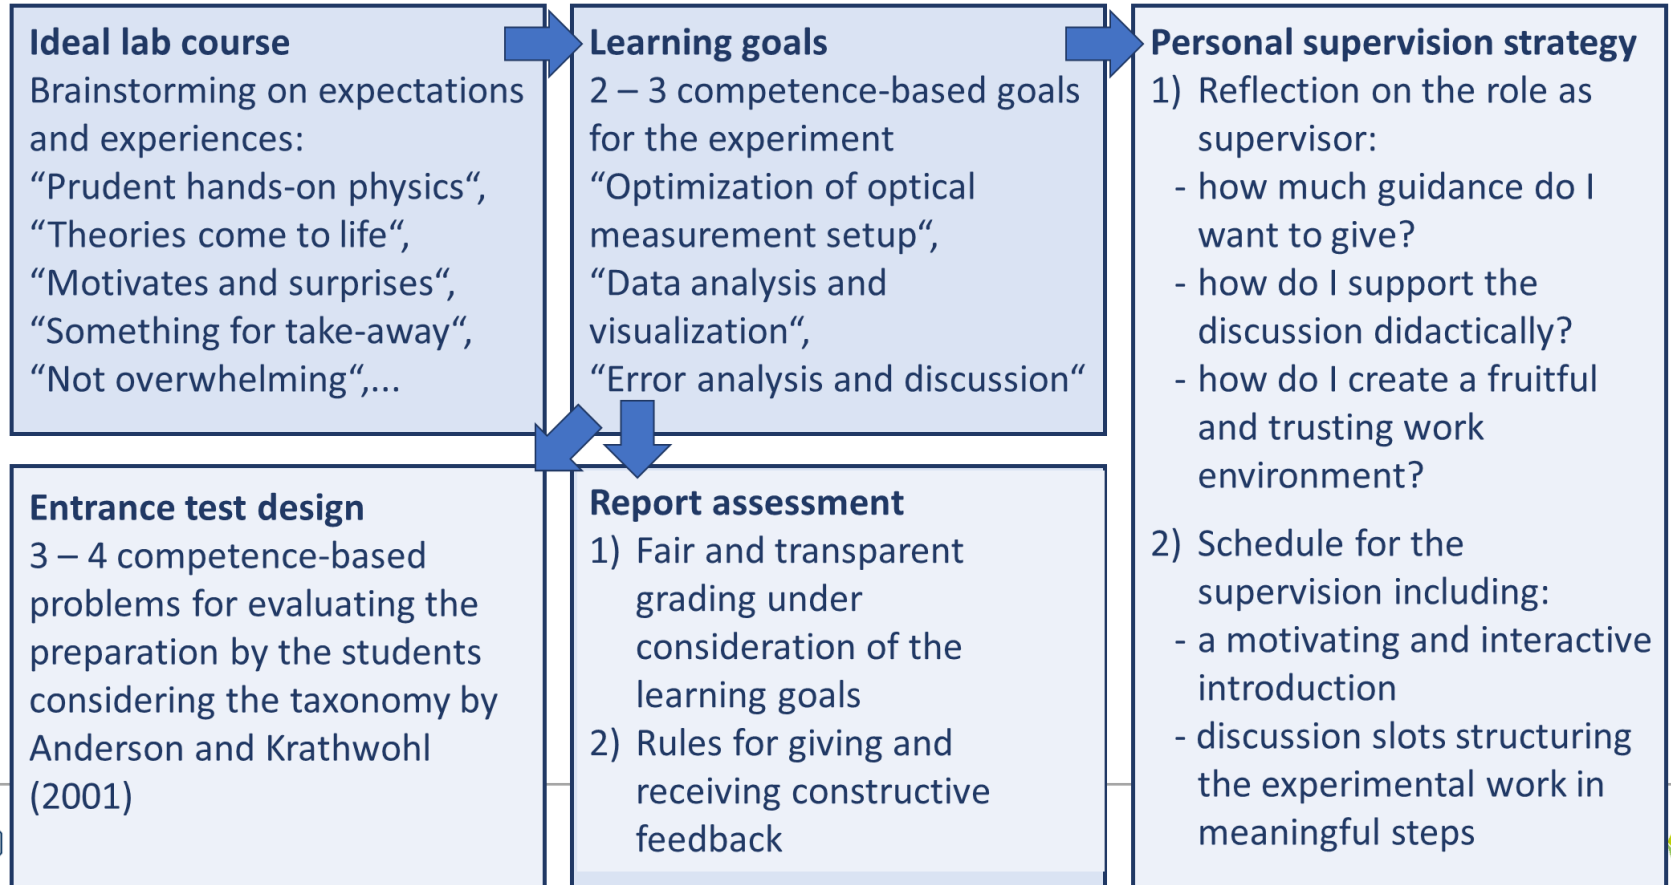 Ideal lab course
Brainstorming on expectations
and experiences:
“Prudent hands-on physics“,
“Theories come to life“,
“Motivates and surprises“,
“Something for take-away“,
“Not overwhelming“,...
Learning goals
2 – 3 competence-based goals
for the experiment
“Optimization of optical
measurement setup“,
“Data analysis and
visualization“,
“Error analysis and discussion“
Personal supervision strategy
1) Reflection on the role as
supervisor:
- how much guidance do I
want to give?
- how do I support the
discussion didactically?
- how do I create a fruitful
and trusting work
environment?
2) Schedule for the
supervision including:
- a motivating and interactive
introduction
- discussion slots structuring
the experimental work in
meaningful steps
Entrance test design
3 – 4 competence-based
problems for evaluating the
preparation by the students
considering the taxonomy by
Anderson and Krathwohl
(2001)
Report assessment
1) Fair and transparent
grading under
consideration of the
learning goals
2) Rules for giving and
receiving constructive
feedback